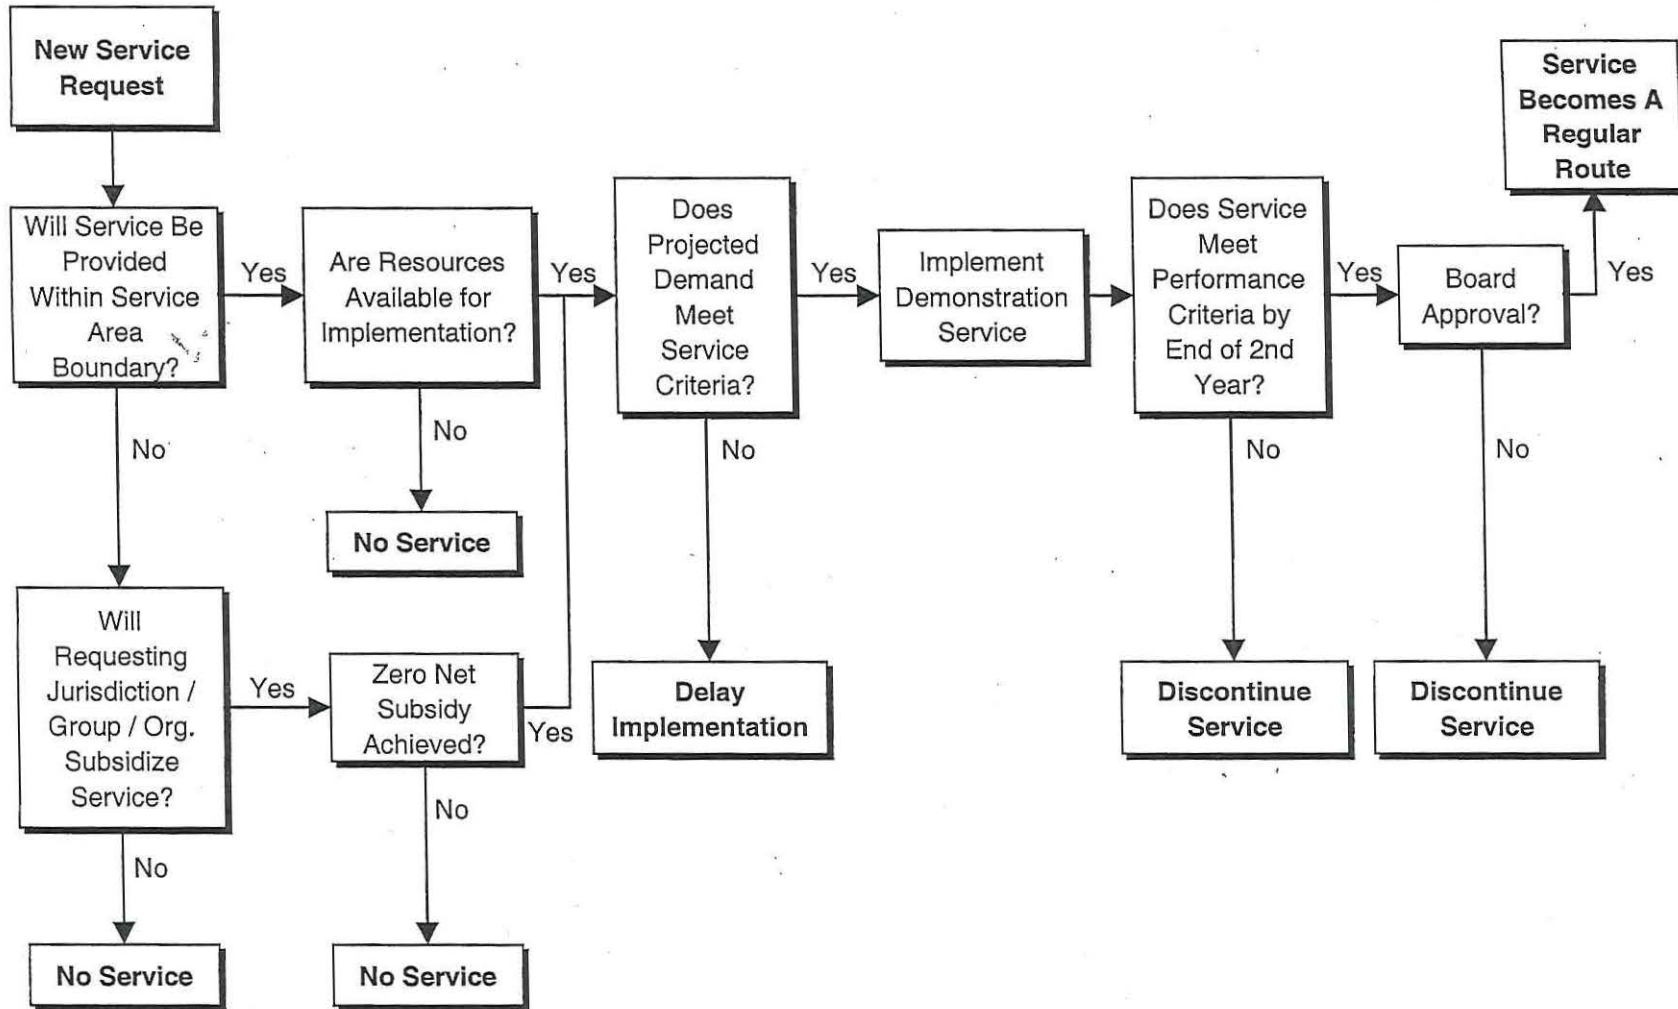 New Service
Request
Service
Becomes A
Regular
Route
Will Service Be
Provided
Within Service
Area
Boundary?
Yes
Are Resources
Available for
Implementation?
Yes
Does
Projected
Demand
Meet
Service
Criteria?
Yes
Implement
Demonstration
Service
Does Service
Meet
Performance
Criteria by
End of 2nd
Year?
Yes
Board
Approval?
Yes
No
No
No
No
No
No Service
Will
Requesting
Jurisdiction /
Group / Org.
Subsidize
Service?
Yes
Zero Net
Subsidy
Achieved?
Yes
Delay
Implementation
Discontinue
Service
Discontinue
Service
No
No
No Service
No Service